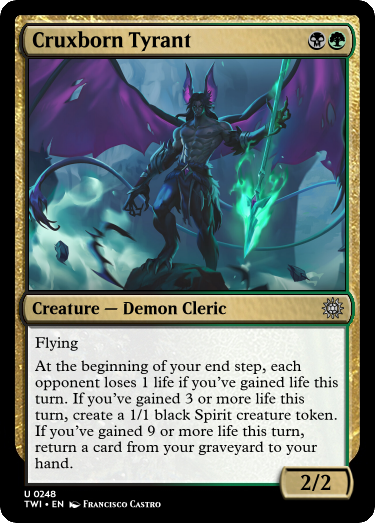 Cruxborn Tyrant
Creature — Demon Cleric
Flying
At the beginning of your end step, each
opponent loses 1 life if you've gained life this
turn. If you've gained 3 or more life this
turn, create a 1/1 black Spirit creature token.
If you've gained 9 or more life this turn,
return a card from your graveyard to your
hand.
2/2
U 0248
TWI • EN Francisco Castro